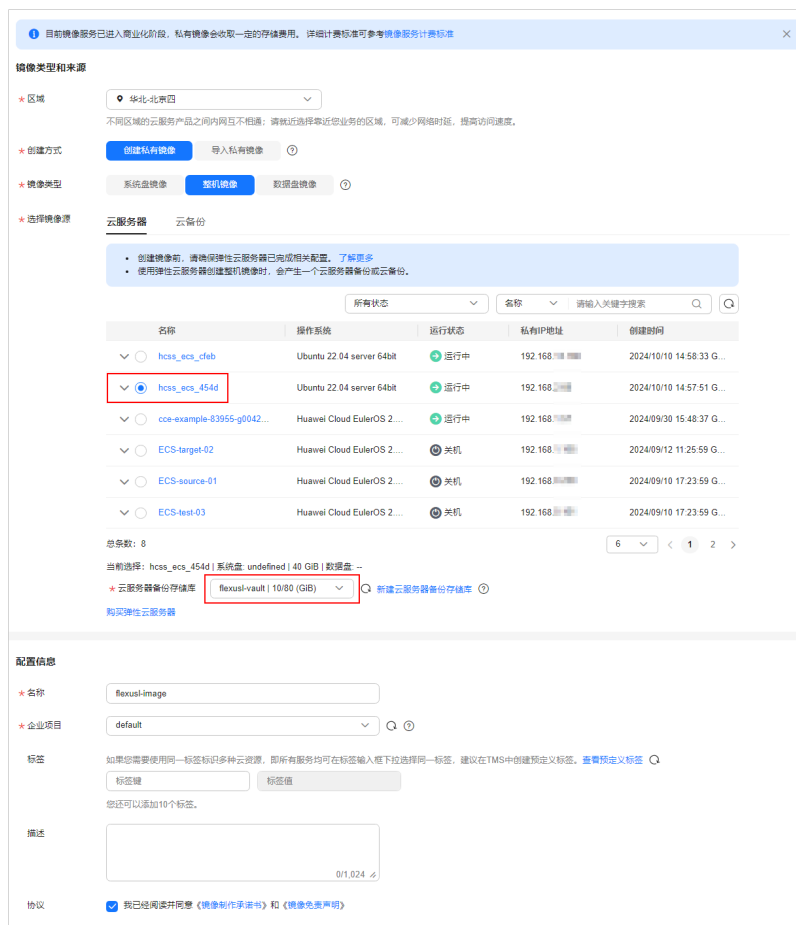 目前镜像服务已进入商业化阶段，私有镜像会收取一定的存储费用。 详细计费标准可参考镜像服务计费标准
镜像类型和来源
* 区域 华北-北京四
不同区域的云服务产品之间内网互不相通；请就近选择靠近您业务的区域，可减少网络时延，提高访问速度。
* 创建方式 创建私有镜像 导入私有镜像
* 镜像类型 系统盘镜像 整机镜像 数据盘镜像
* 选择镜像源 云服务器 云备份
• 创建镜像前，请确保弹性云服务器已完成相关配置。 了解更多
• 使用弹性云服务器创建整机镜像时，会产生一个云服务器备份或云备份。
所有状态 名称 请输入关键字搜索
名称 操作系统 运行状态 私有IP地址 创建时间
hcss_ecs_cfeb Ubuntu 22.04 server 64bit 运行中 192.168. 2024/10/10 14:58:33 G...
hcss_ecs_454d Ubuntu 22.04 server 64bit 运行中 192.168. 2024/10/10 14:57:51 G...
cce-example-83955-g0042... Huawei Cloud EulerOS 2.... 运行中 192.168. 2024/09/30 15:48:37 G...
ECS-target-02 Huawei Cloud EulerOS 2.... 关机 192.168. 2024/09/12 11:25:59 G...
ECS-source-01 Huawei Cloud EulerOS 2.... 关机 192.168. 2024/09/10 17:23:59 G...
ECS-test-03 Huawei Cloud EulerOS 2.... 关机 192.168. 2024/09/10 17:23:59 G...
总条数：8 6 < 1 2 >
当前选择：hcss_ecs_454d | 系统盘: undefined | 40 GiB | 数据盘: --
* 云服务器备份存储库 flexusl-vault | 10/80 (GiB) 新建云服务器备份存储库
购买弹性云服务器
配置信息
* 名称 flexusl-image
* 企业项目 default
标签 如果您需要使用同一标签标识多种云资源，即所有服务均可在标签输入框下拉选择同一标签，建议在TMS中创建预定义标签。查看预定义标签
标签键 标签值
您还可以添加10个标签。
描述
0/1,024
协议 我已经阅读并同意《镜像制作承诺书》和《镜像免责声明》